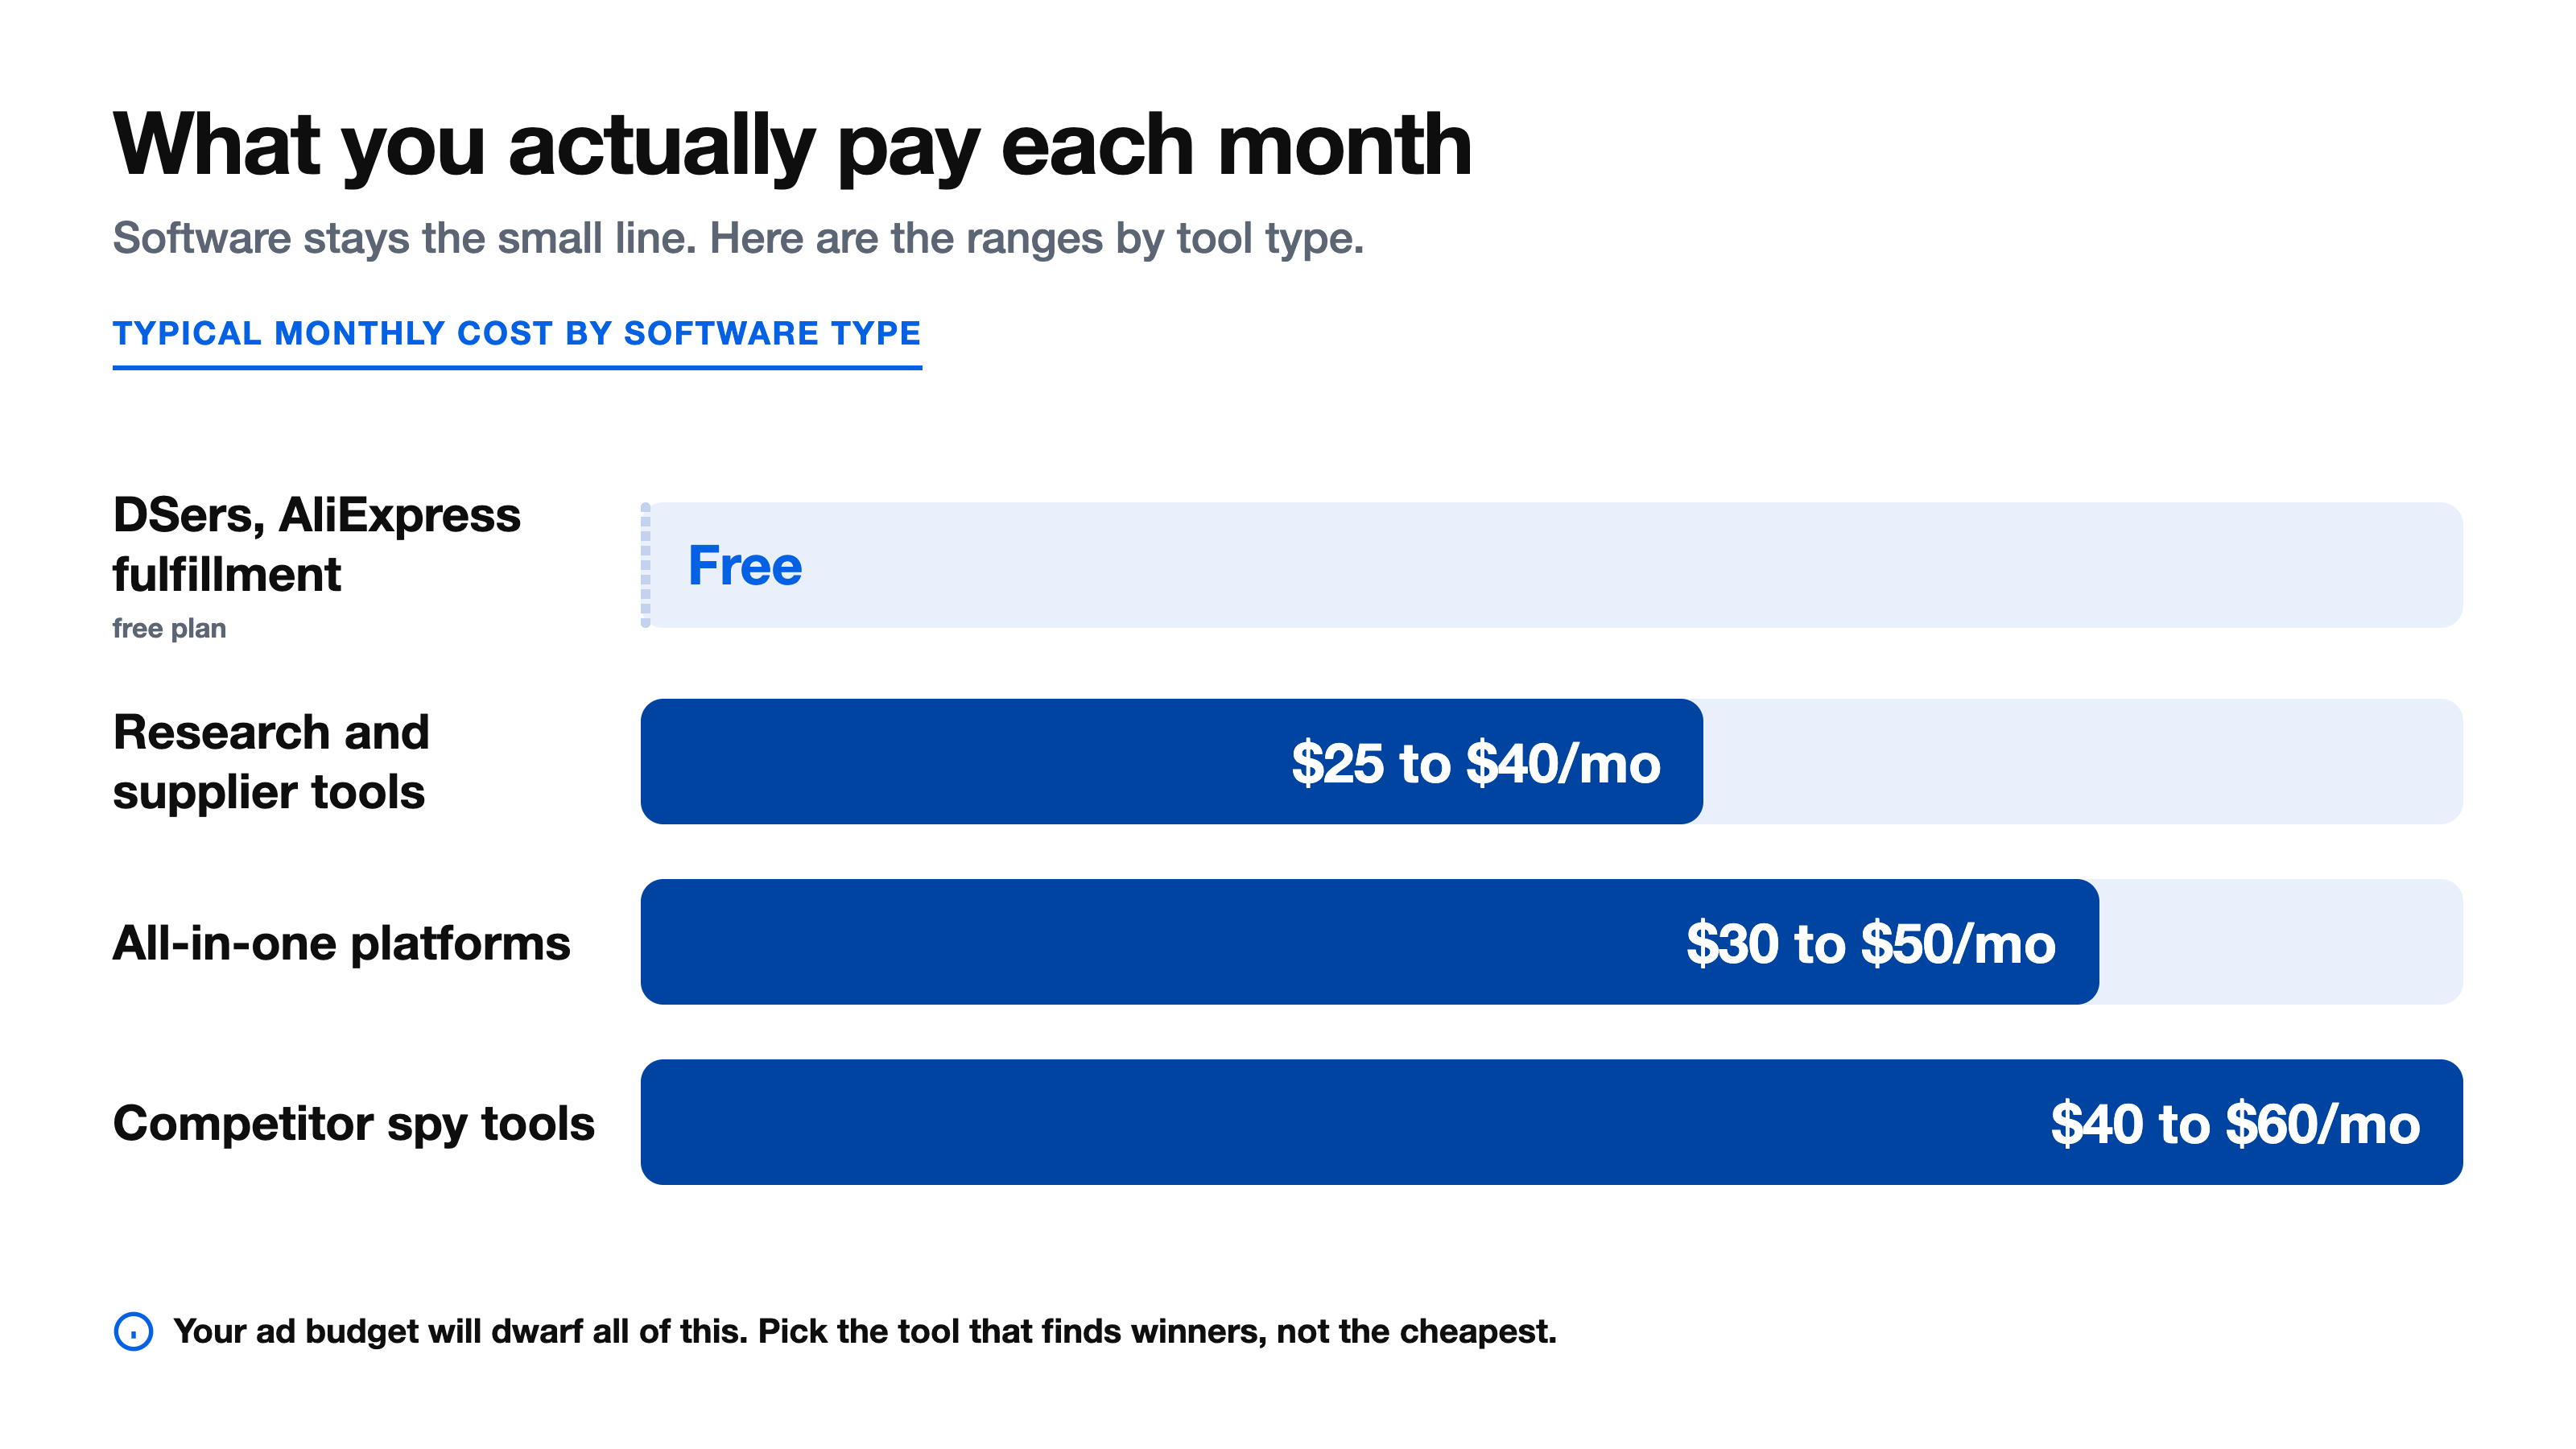 What you actually pay each month
Software stays the small line. Here are the ranges by tool type.
TYPICAL MONTHLY COST BY SOFTWARE TYPE
DSers, AliExpress
fulfillment
free plan
Free
Research and
supplier tools
$25 to $40/mo
All-in-one platforms
$30 to $50/mo
Competitor spy tools
$40 to $60/mo
Your ad budget will dwarf all of this. Pick the tool that finds winners, not the cheapest.